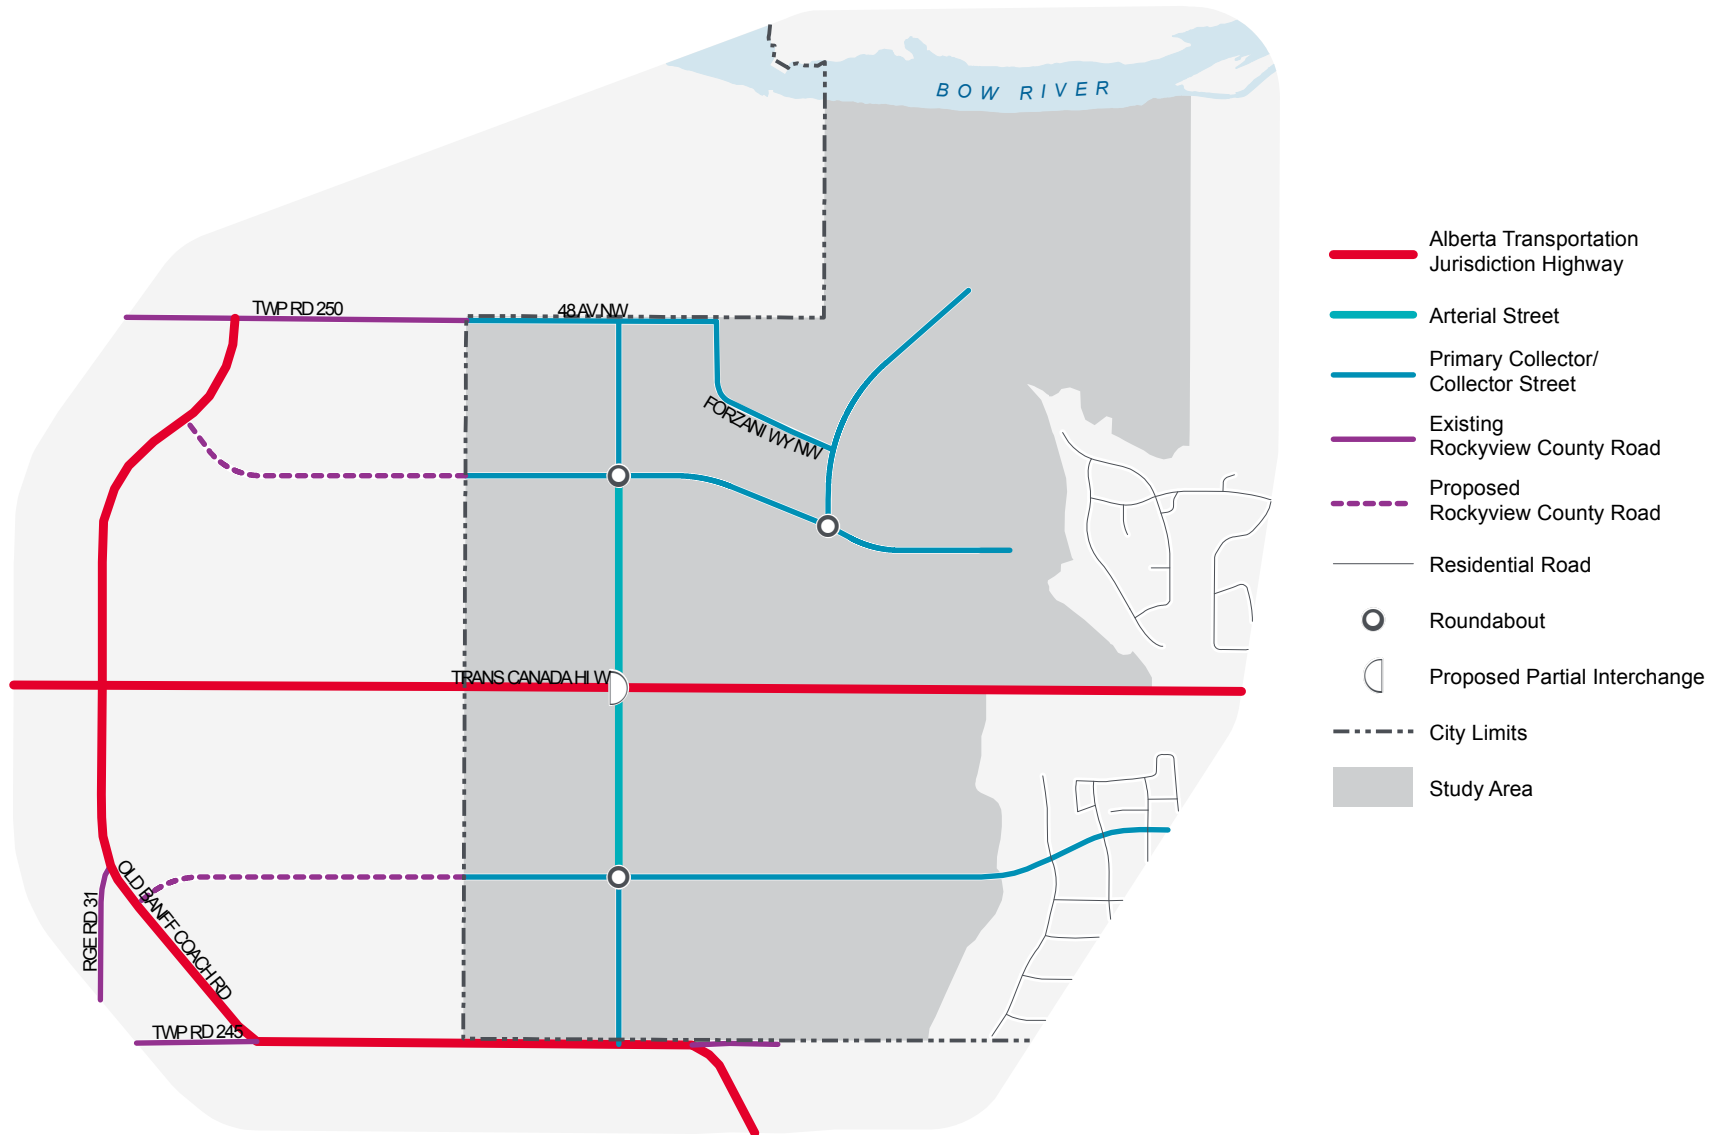 BOW RIVER
TWP RD 250
48 AV NW
FORZANI WY NW
TRANS CANADA HI W
OLD BANFF COACH RD
RGE RD 31
TWP RD 245
Alberta Transportation
Jurisdiction Highway
Arterial Street
Primary Collector/
Collector Street
Existing
Rockyview County Road
Proposed
Rockyview County Road
Residential Road
Roundabout
Proposed Partial Interchange
City Limits
Study Area